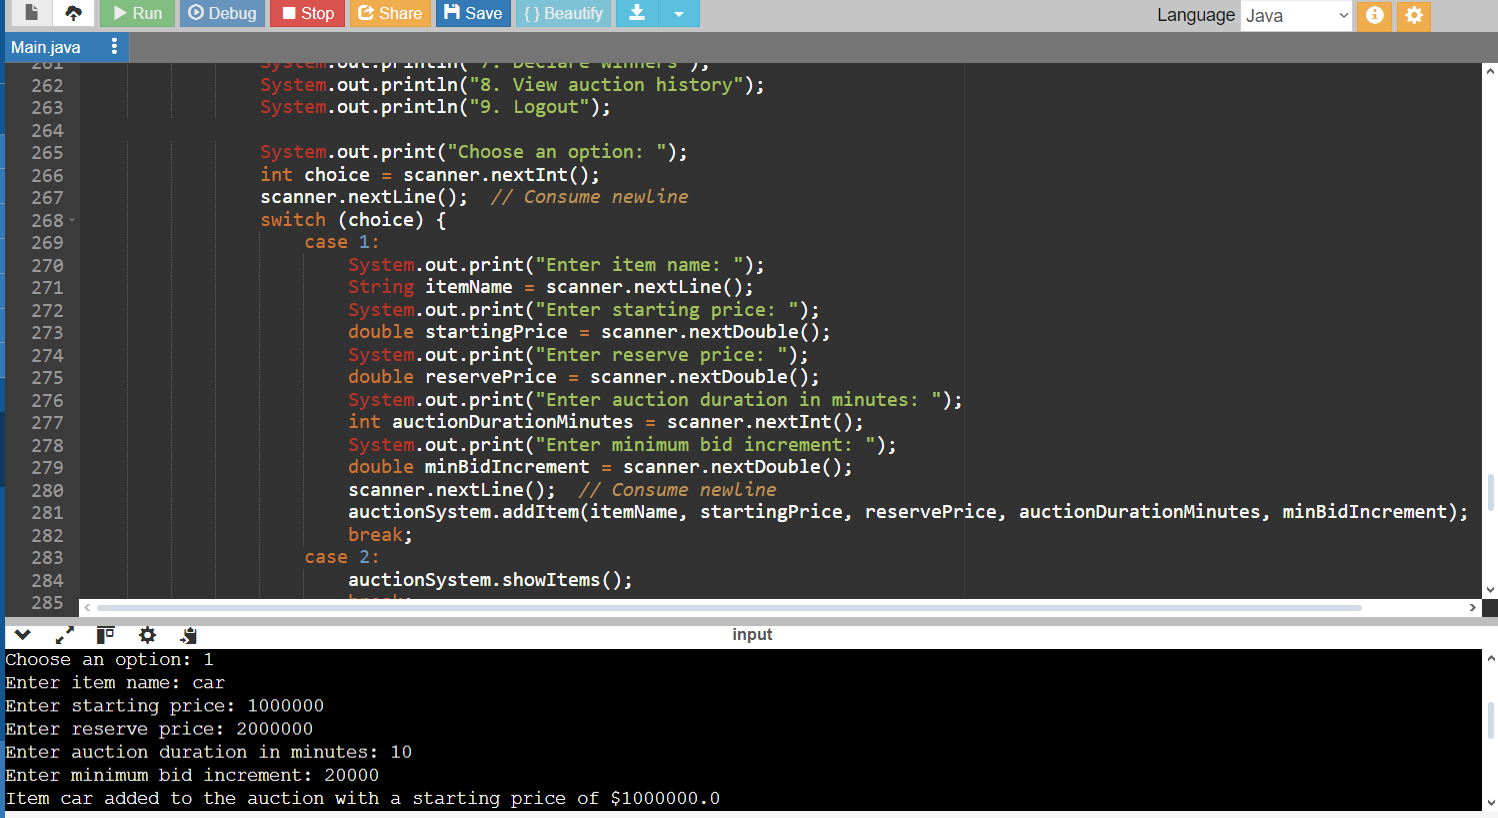 Run Debug Stop Share Save { } Beautify Language Java
Main.java
261 System.out.println("7. Declare winners");
262 System.out.println("8. View auction history");
263 System.out.println("9. Logout");
264
265 System.out.print("Choose an option: ");
266 int choice = scanner.nextInt();
267 scanner.nextLine();  // Consume newline
268 switch (choice) {
269 case 1:
270 System.out.print("Enter item name: ");
271 String itemName = scanner.nextLine();
272 System.out.print("Enter starting price: ");
273 double startingPrice = scanner.nextDouble();
274 System.out.print("Enter reserve price: ");
275 double reservePrice = scanner.nextDouble();
276 System.out.print("Enter auction duration in minutes: ");
277 int auctionDurationMinutes = scanner.nextInt();
278 System.out.print("Enter minimum bid increment: ");
279 double minBidIncrement = scanner.nextDouble();
280 scanner.nextLine();  // Consume newline
281 auctionSystem.addItem(itemName, startingPrice, reservePrice, auctionDurationMinutes, minBidIncrement);
282 break;
283 case 2:
284 auctionSystem.showItems();
285 break;
input
Choose an option: 1
Enter item name: car
Enter starting price: 1000000
Enter reserve price: 2000000
Enter auction duration in minutes: 10
Enter minimum bid increment: 20000
Item car added to the auction with a starting price of $1000000.0